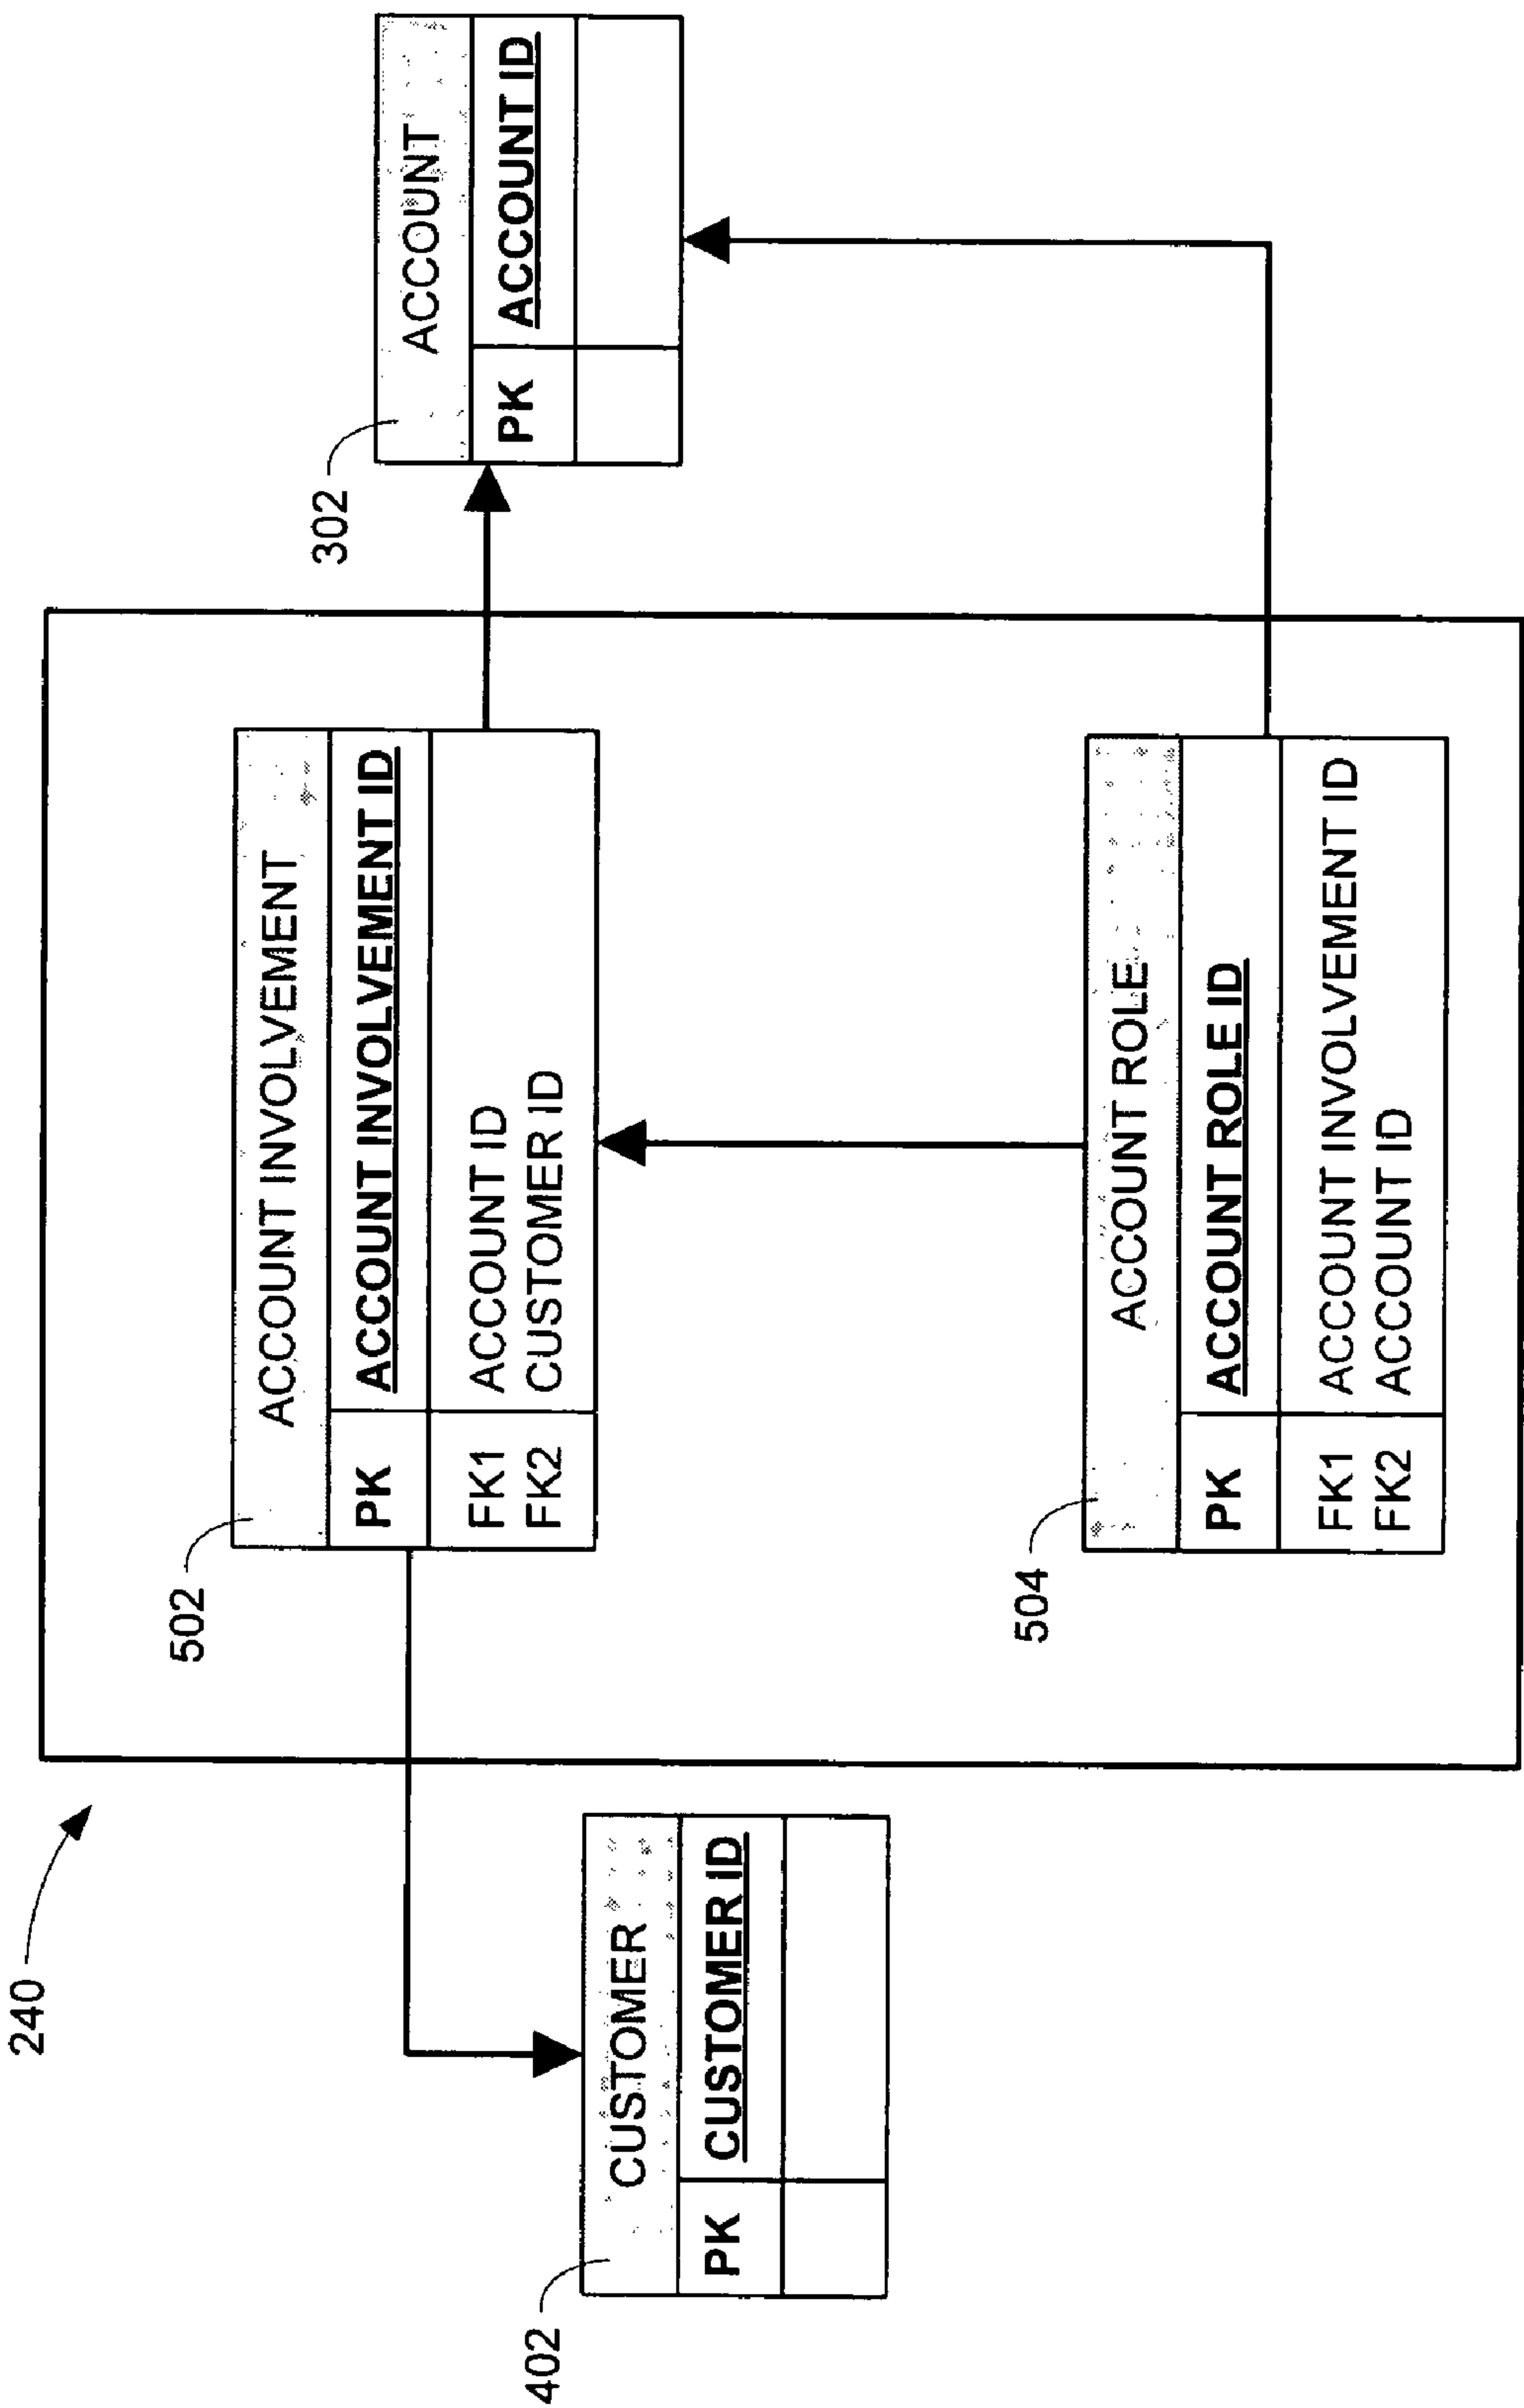 240
502
ACCOUNT INVOLVEMENT
PK ACCOUNT INVOLVEMENT ID
FK1 ACCOUNT ID
FK2 CUSTOMER ID
302
ACCOUNT
PK ACCOUNT ID
402
CUSTOMER
PK CUSTOMER ID
504
ACCOUNT ROLE
PK ACCOUNT ROLE ID
FK1 ACCOUNT INVOLVEMENT ID
FK2 ACCOUNT ID